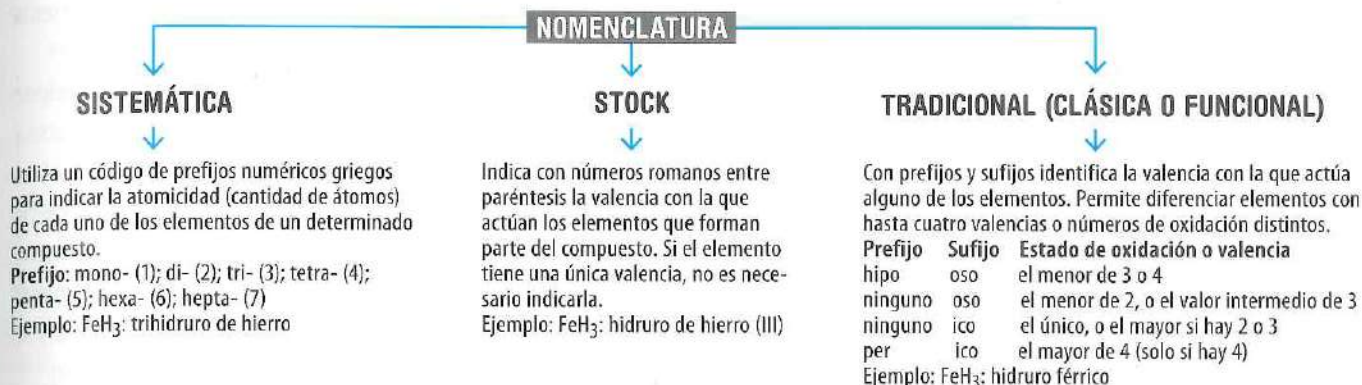 NOMENCLATURA
SISTEMÁTICA
Utiliza un código de prefijos numéricos griegos
para indicar la atomicidad (cantidad de átomos)
de cada uno de los elementos de un determinado
compuesto.
Prefijo: mono- (1); di- (2); tri- (3); tetra- (4);
penta- (5); hexa- (6); hepta- (7)
Ejemplo: FeH₃: trihidruro de hierro
STOCK
Indica con números romanos entre
paréntesis la valencia con la que
actúan los elementos que forman
parte del compuesto. Si el elemento
tiene una única valencia, no es nece-
sario indicarla.
Ejemplo: FeH₃: hidruro de hierro (III)
TRADICIONAL (CLÁSICA O FUNCIONAL)
Con prefijos y sufijos identifica la valencia con la que actúa
alguno de los elementos. Permite diferenciar elementos con
hasta cuatro valencias o números de oxidación distintos.
Prefijo Sufijo Estado de oxidación o valencia
hipo oso el menor de 3 o 4
ninguno oso el menor de 2, o el valor intermedio de 3
ninguno ico el único, o el mayor si hay 2 o 3
per ico el mayor de 4 (solo si hay 4)
Ejemplo: FeH₃: hidruro férrico